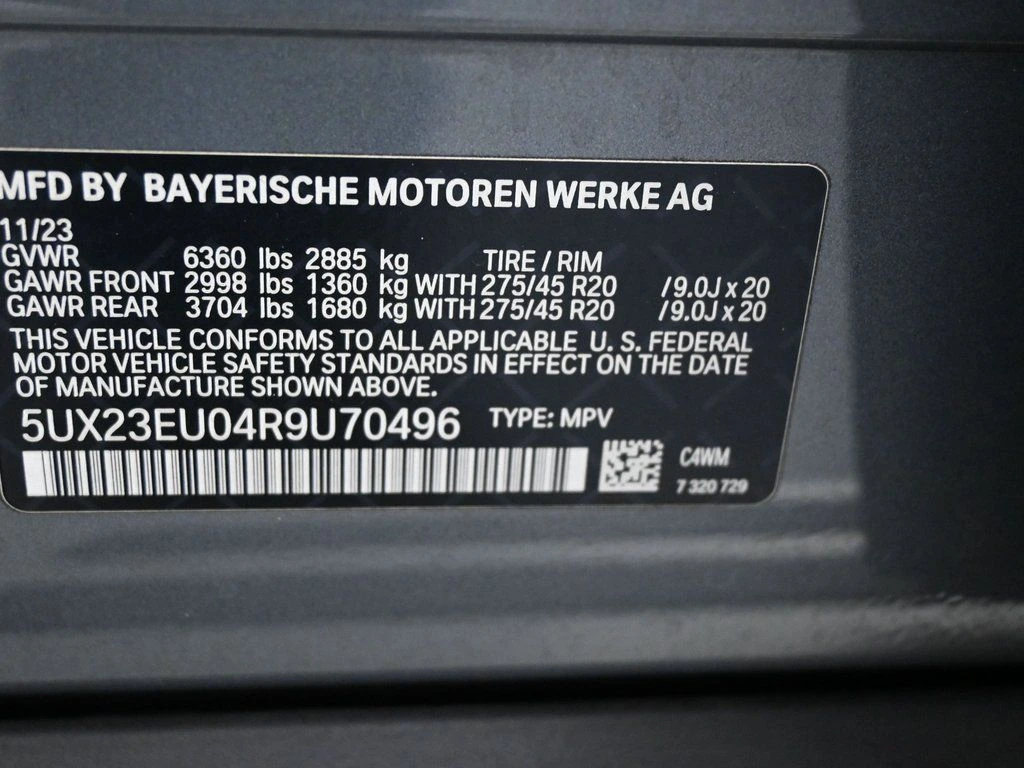 MFD BY BAYERISCHE MOTOREN WERKE AG
11/23
GVWR 6360 lbs 2885 kg TIRE / RIM
GAWR FRONT 2998 lbs 1360 kg WITH 275/45 R20 / 9.0J x 20
GAWR REAR 3704 lbs 1680 kg WITH 275/45 R20 / 9.0J x 20
THIS VEHICLE CONFORMS TO ALL APPLICABLE U. S. FEDERAL
MOTOR VEHICLE SAFETY STANDARDS IN EFFECT ON THE DATE
OF MANUFACTURE SHOWN ABOVE.
5UX23EU04R9U70496 TYPE: MPV
C4WM
7 320 729